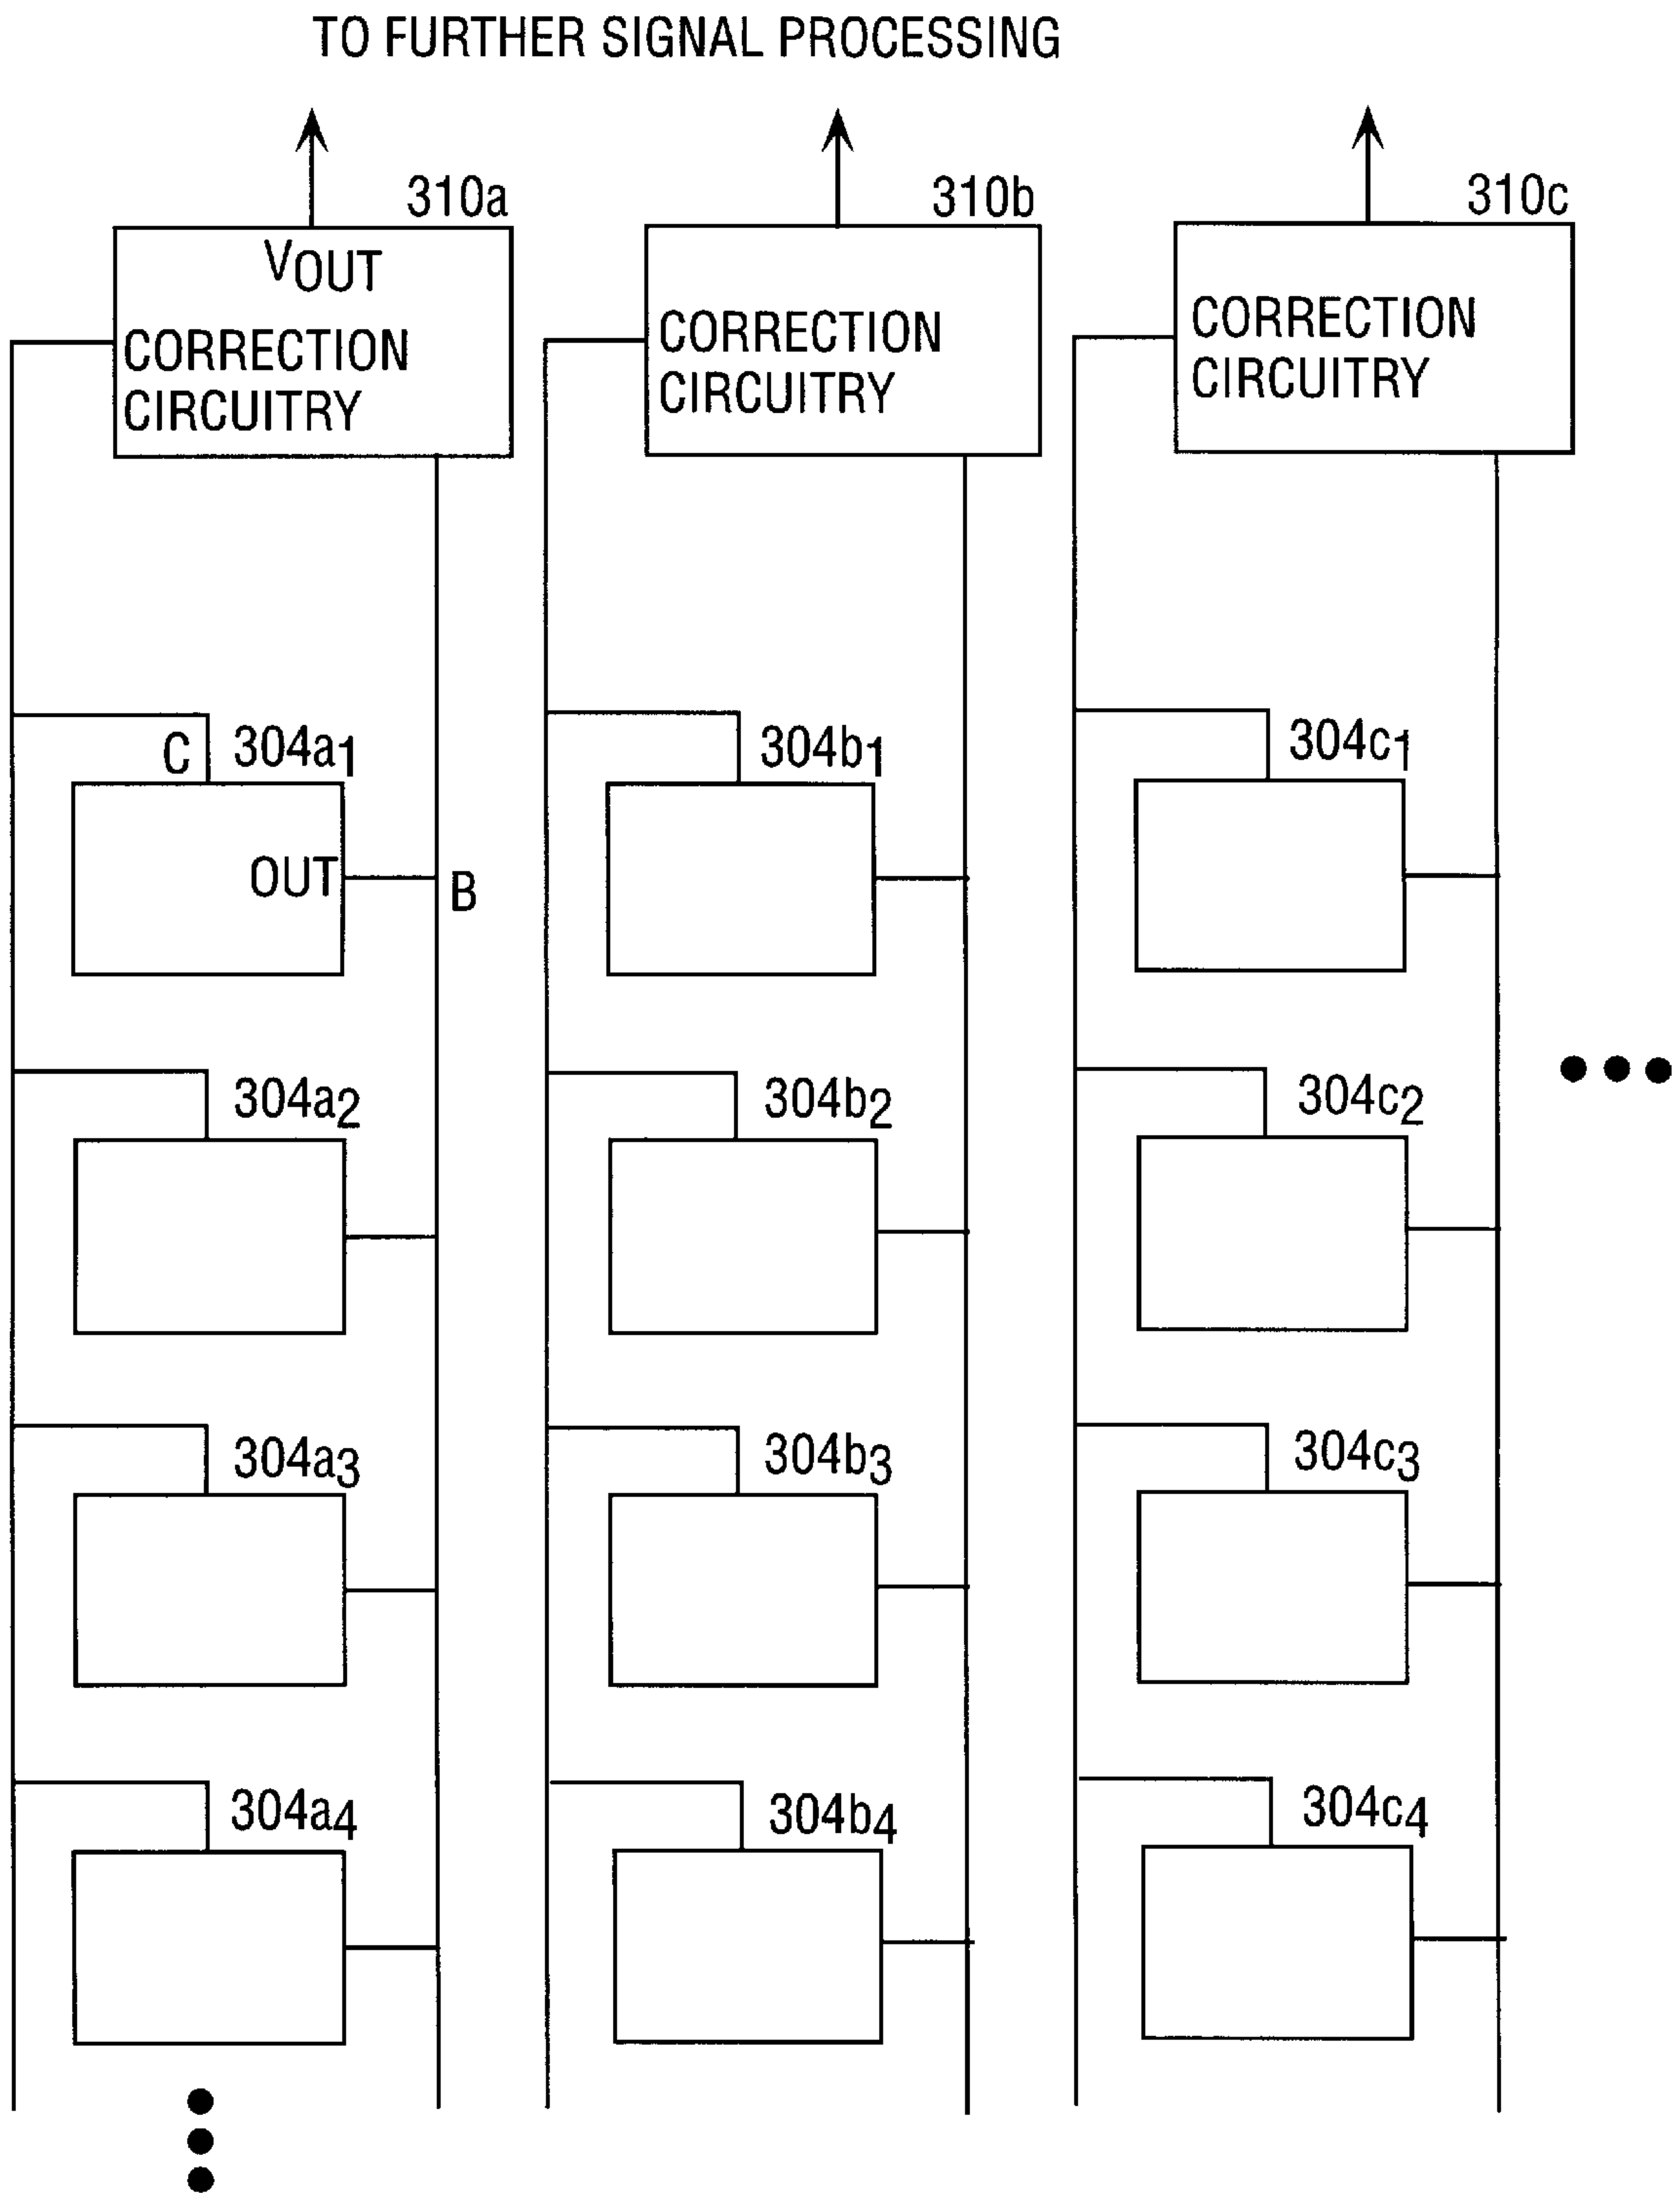 TO FURTHER SIGNAL PROCESSING
310a
310b
310c
VOUT
CORRECTION
CIRCUITRY
CORRECTION
CIRCUITRY
CORRECTION
CIRCUITRY
C
304a1
304b1
304c1
OUT
B
304a2
304b2
304c2
304a3
304b3
304c3
304a4
304b4
304c4